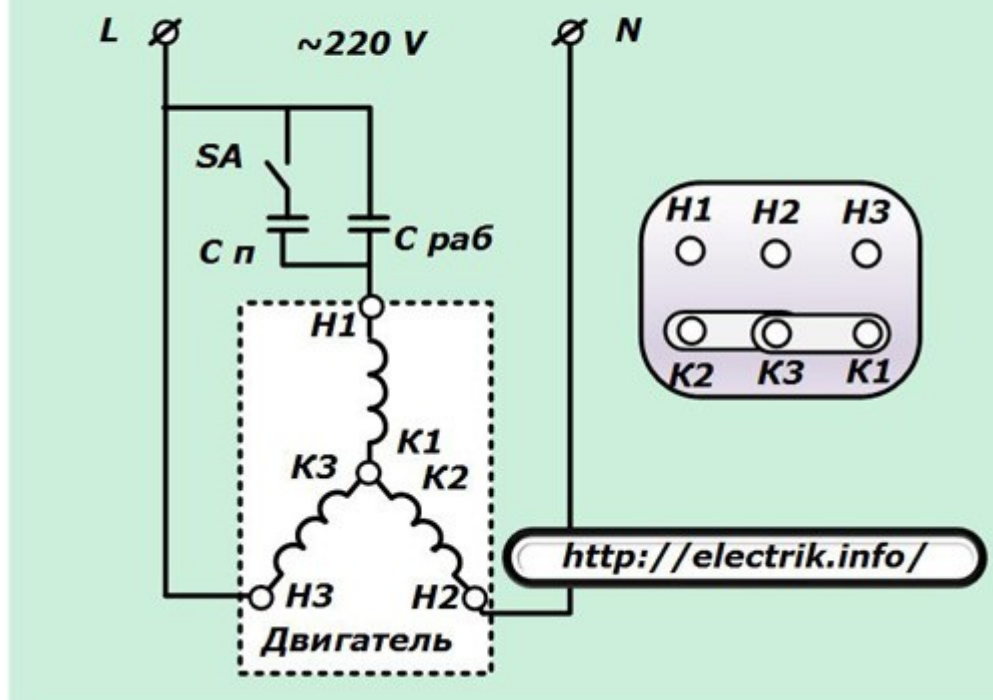 L ~220 V N
SA
С п С раб
Н1 Н2 Н3
К2 К3 К1
Н1
К1
К3 К2
Н3 Н2
Двигатель
http://electrik.info/